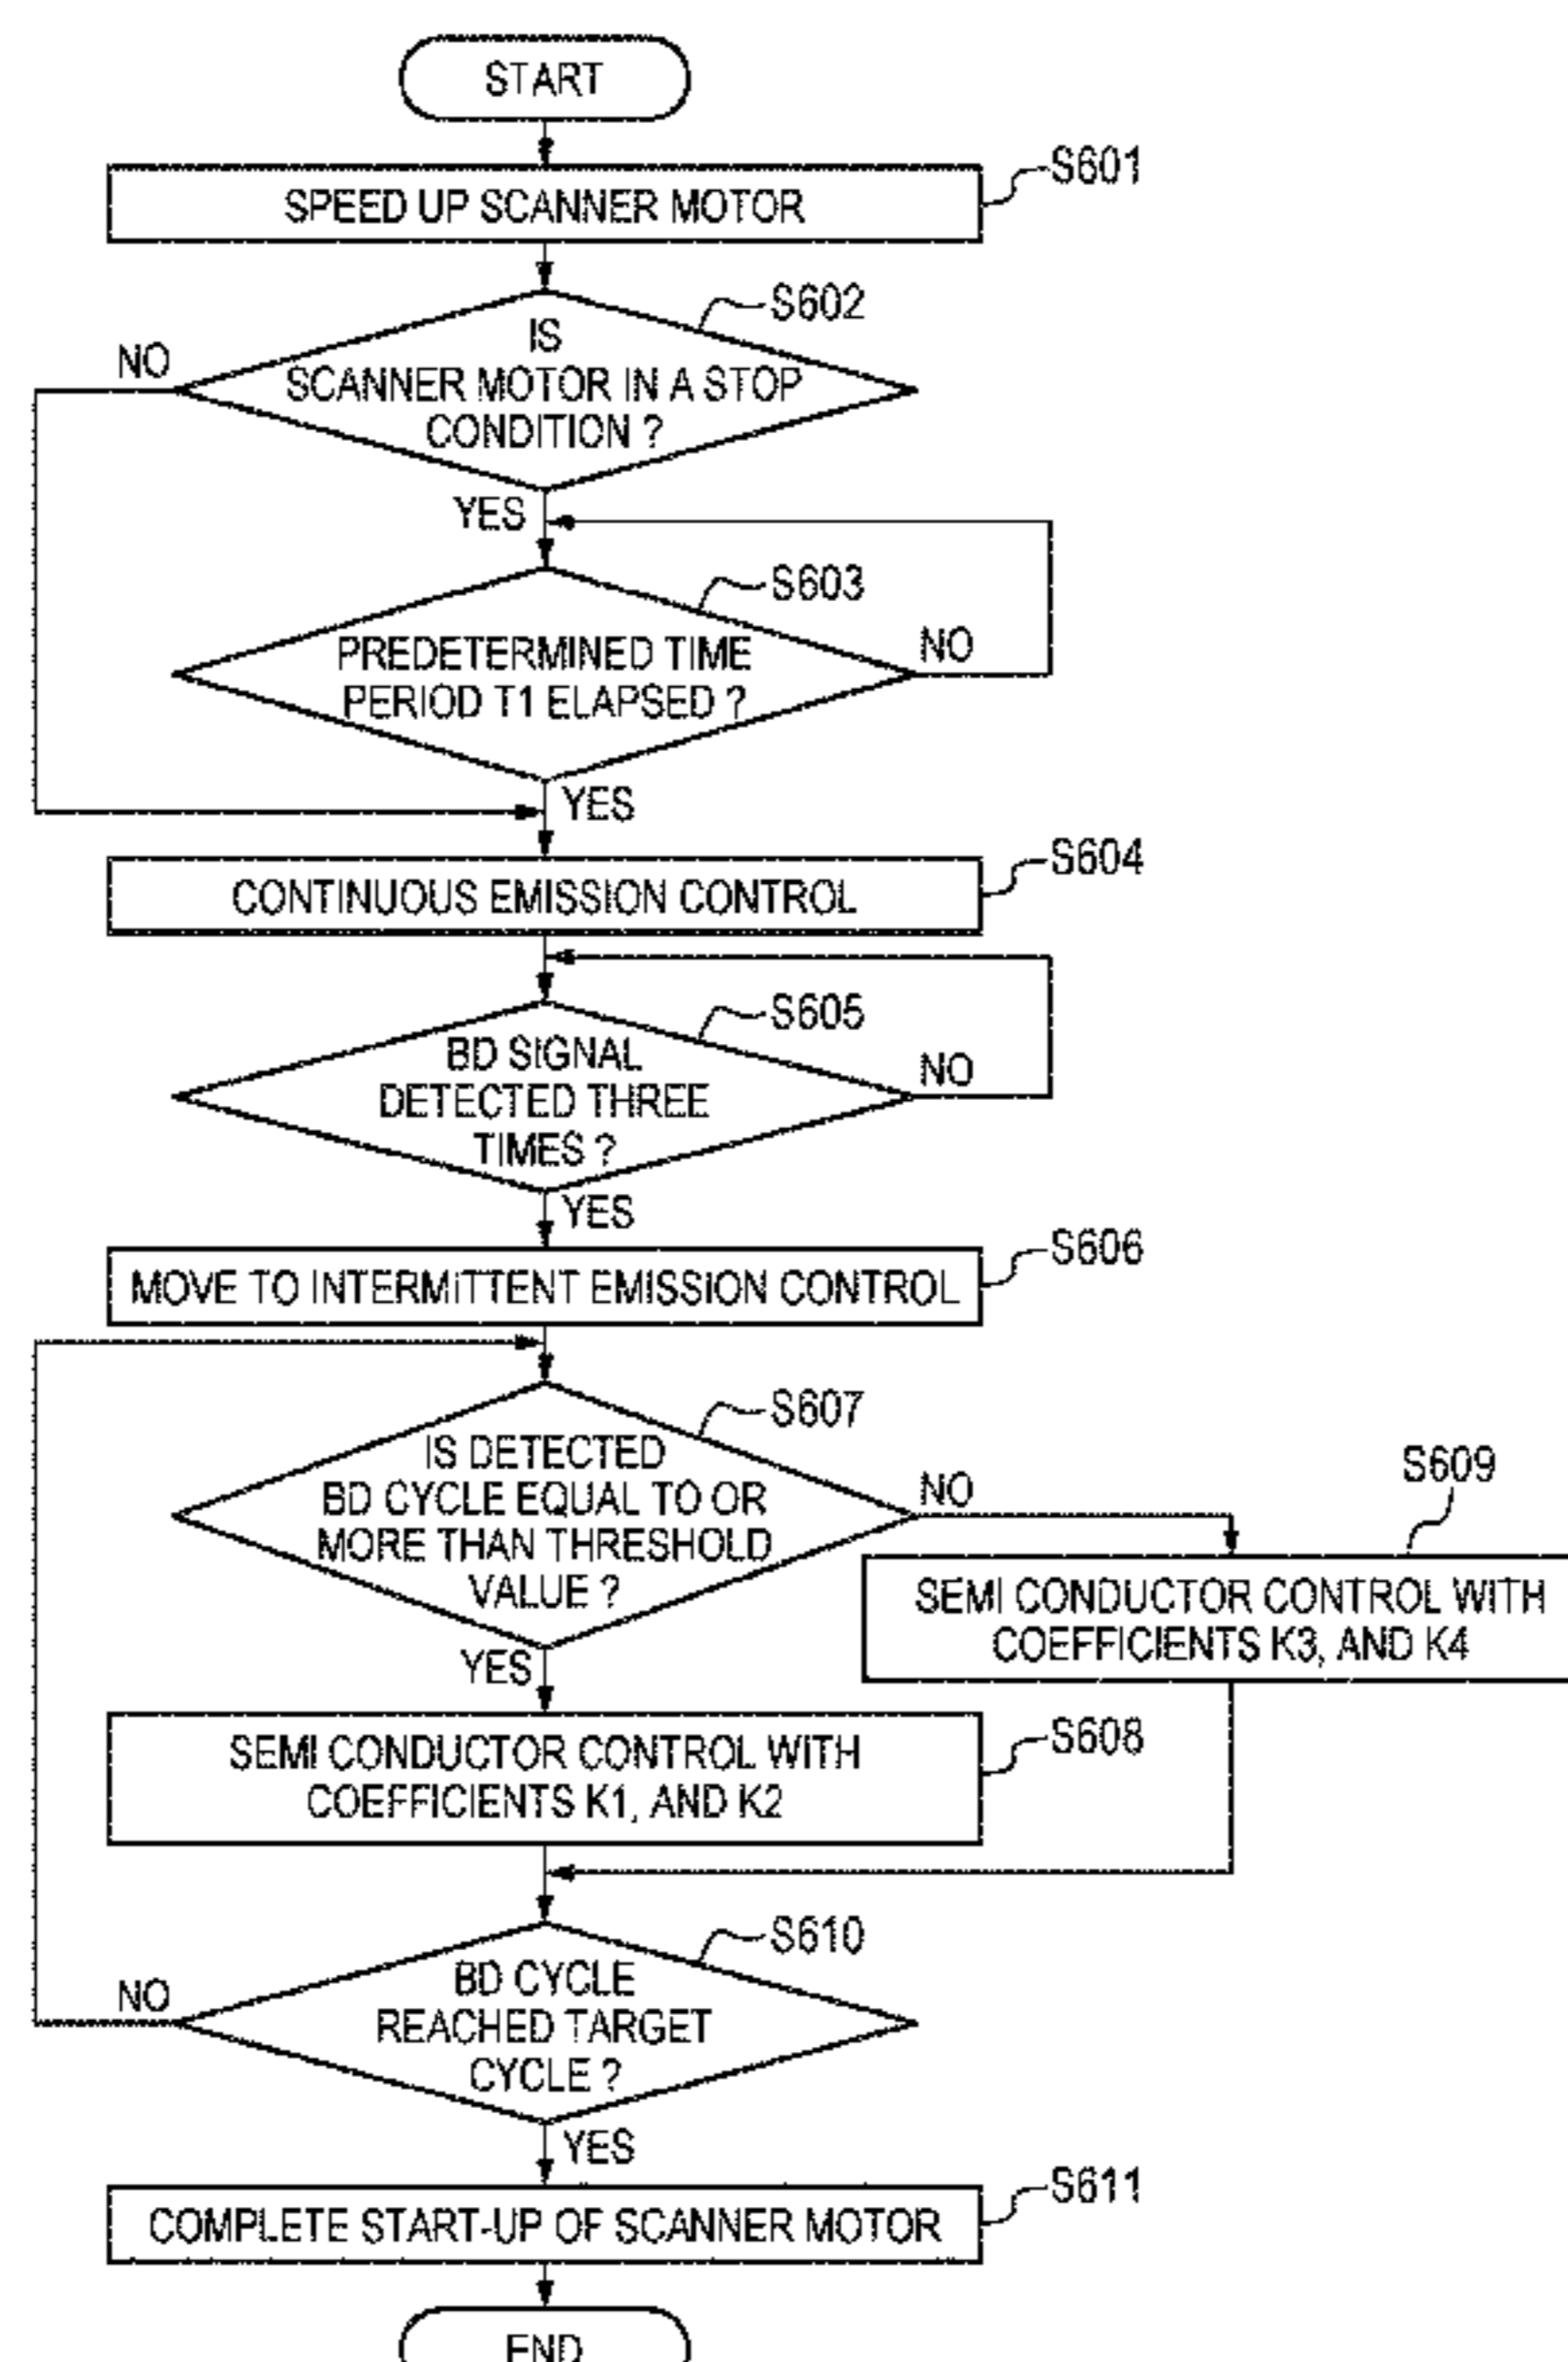 START
SPEED UP SCANNER MOTOR
S601
S602
IS
SCANNER MOTOR IN A STOP
CONDITION ?
NO
YES
S603
PREDETERMINED TIME
PERIOD T1 ELAPSED ?
NO
YES
S604
CONTINUOUS EMISSION CONTROL
S605
BD SIGNAL
DETECTED THREE
TIMES ?
NO
YES
S606
MOVE TO INTERMITTENT EMISSION CONTROL
S607
IS DETECTED
BD CYCLE EQUAL TO OR
MORE THAN THRESHOLD
VALUE ?
NO
YES
S609
SEMI CONDUCTOR CONTROL WITH
COEFFICIENTS K3, AND K4
S608
SEMI CONDUCTOR CONTROL WITH
COEFFICIENTS K1, AND K2
S610
BD CYCLE
REACHED TARGET
CYCLE ?
NO
YES
S611
COMPLETE START-UP OF SCANNER MOTOR
END